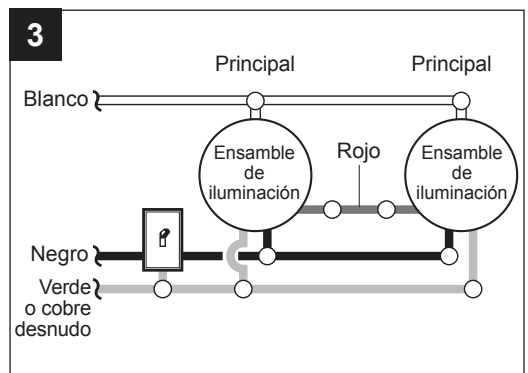 3
Principal
Principal
Blanco
Ensamble
de
iluminación
Rojo
Ensamble
de
iluminación
Negro
Verde
o cobre
desnudo